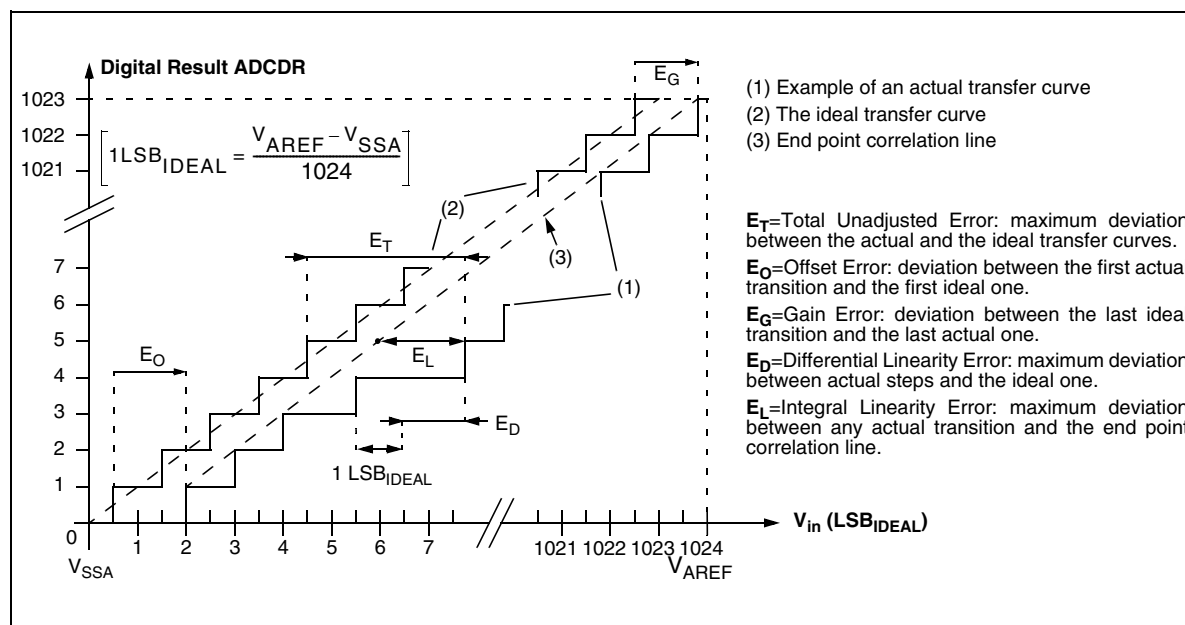 Digital Result ADCDR
E_G
(1) Example of an actual transfer curve
(2) The ideal transfer curve
(3) End point correlation line
1023
1022
1021
1LSB_IDEAL = V_AREF – V_SSA
1024
(2)
E_T
(3)
(1)
7
6
5
4
3
2
1
0
E_O
E_L
E_D
1 LSB_IDEAL
E_T=Total Unadjusted Error: maximum deviation
between the actual and the ideal transfer curves.
E_O=Offset Error: deviation between the first actual
transition and the first ideal one.
E_G=Gain Error: deviation between the last ideal
transition and the last actual one.
E_D=Differential Linearity Error: maximum deviation
between actual steps and the ideal one.
E_L=Integral Linearity Error: maximum deviation
between any actual transition and the end point
correlation line.
1 2 3 4 5 6 7 1021 1022 1023 1024
V_in (LSB_IDEAL)
V_SSA
V_AREF